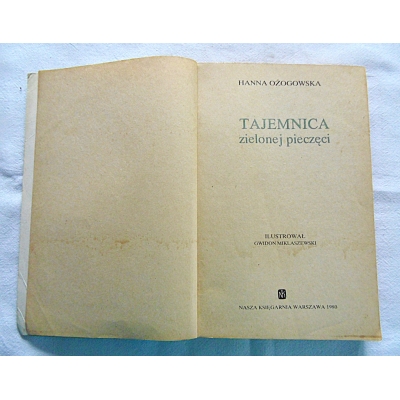 HANNA OŻOGOWSKA
TAJEMNICA
zielonej pieczęci
ILUSTROWAŁ
GWIDON MIKLASZEWSKI
NASZA KSIĘGARNIA WARSZAWA 1980